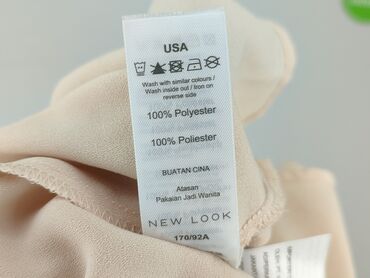 USA
Wash with similar colours /
Wash inside out / Iron on
reverse side
100% Polyester
100% Poliester
BUATAN CINA
Atasan
Pakaian Jadi Wanita
NEW LOOK
170/92A